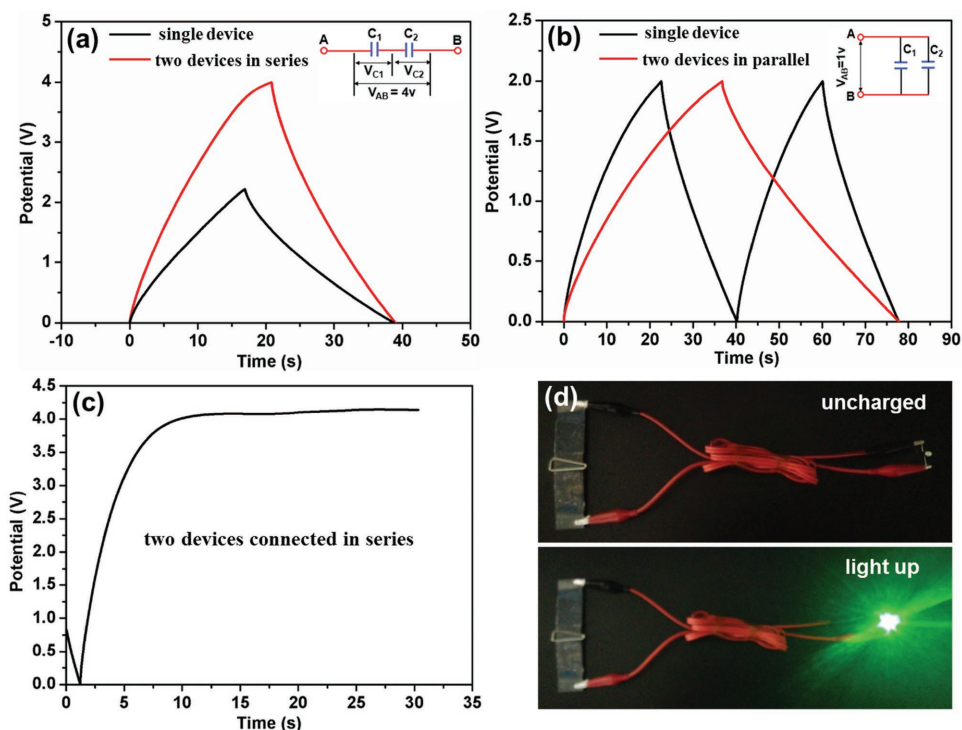 (a)
single device
two devices in series
A
C1
C2
B
VC1
VC2
VAB = 4v
Potential (V)
5
4
3
2
1
0
-10
0
10
20
30
40
50
Time (s)
(b)
single device
two devices in parallel
A
C1
C2
VAB=1v
B
Potential (V)
2.5
2.0
1.5
1.0
0.5
0.0
0
10
20
30
40
50
60
70
80
90
Time (s)
(c)
two devices connected in series
Potential (V)
4.5
4.0
3.5
3.0
2.5
2.0
1.5
1.0
0.5
0.0
0
5
10
15
20
25
30
35
Time (s)
(d)
uncharged
light up